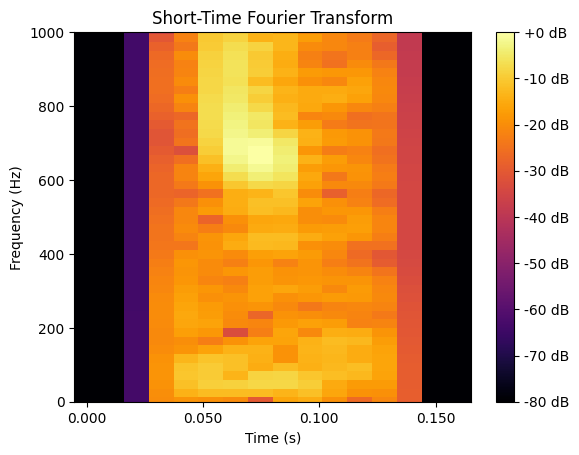 Short-Time Fourier Transform
1000
800
600
400
200
0
Frequency (Hz)
0.000
0.050
0.100
0.150
Time (s)
+0 dB
-10 dB
-20 dB
-30 dB
-40 dB
-50 dB
-60 dB
-70 dB
-80 dB